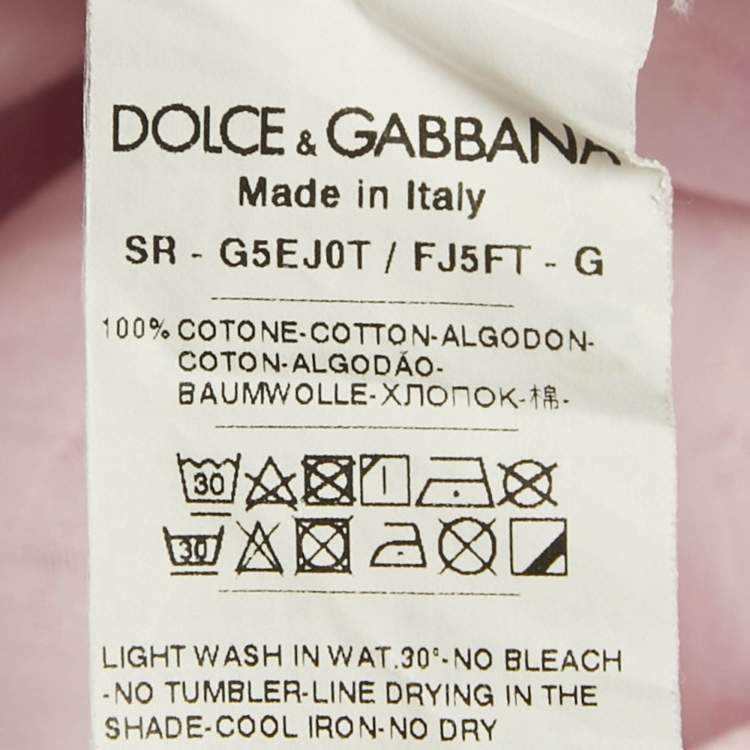 DOLCE & GABBANA
Made in Italy
SR - G5EJ0T / FJ5FT - G
100% COTONE-COTTON-ALGODON-
COTON-ALGODÃO-
BAUMWOLLE-ХЛОПОК-棉-
30
30
LIGHT WASH IN WAT.30°-NO BLEACH
-NO TUMBLER-LINE DRYING IN THE
SHADE-COOL IRON-NO DRY